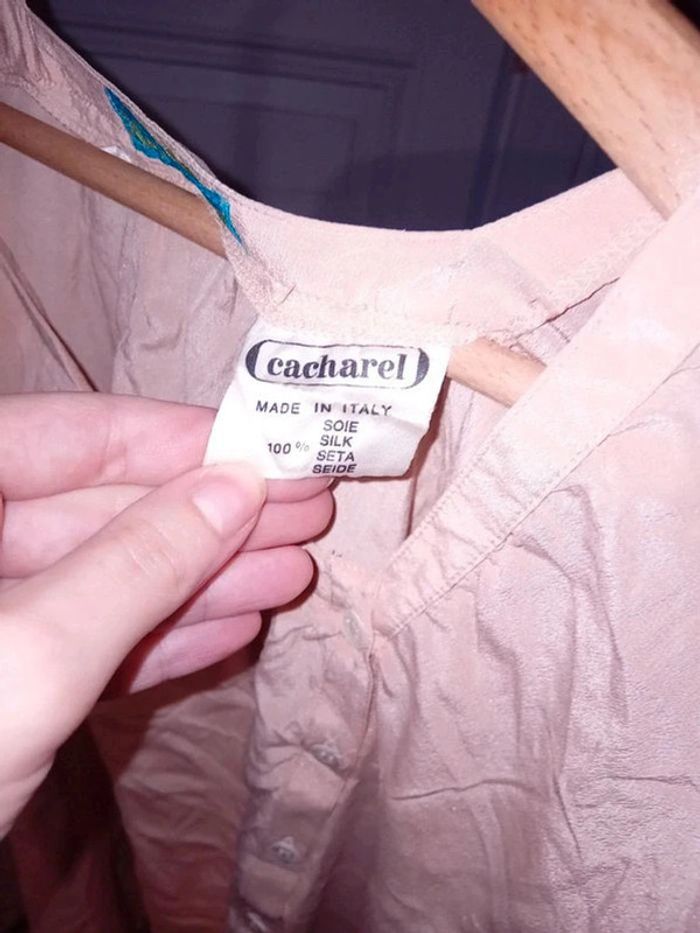 cacharel
MADE IN ITALY
SOIE
100 % SILK
SETA
SEIDE